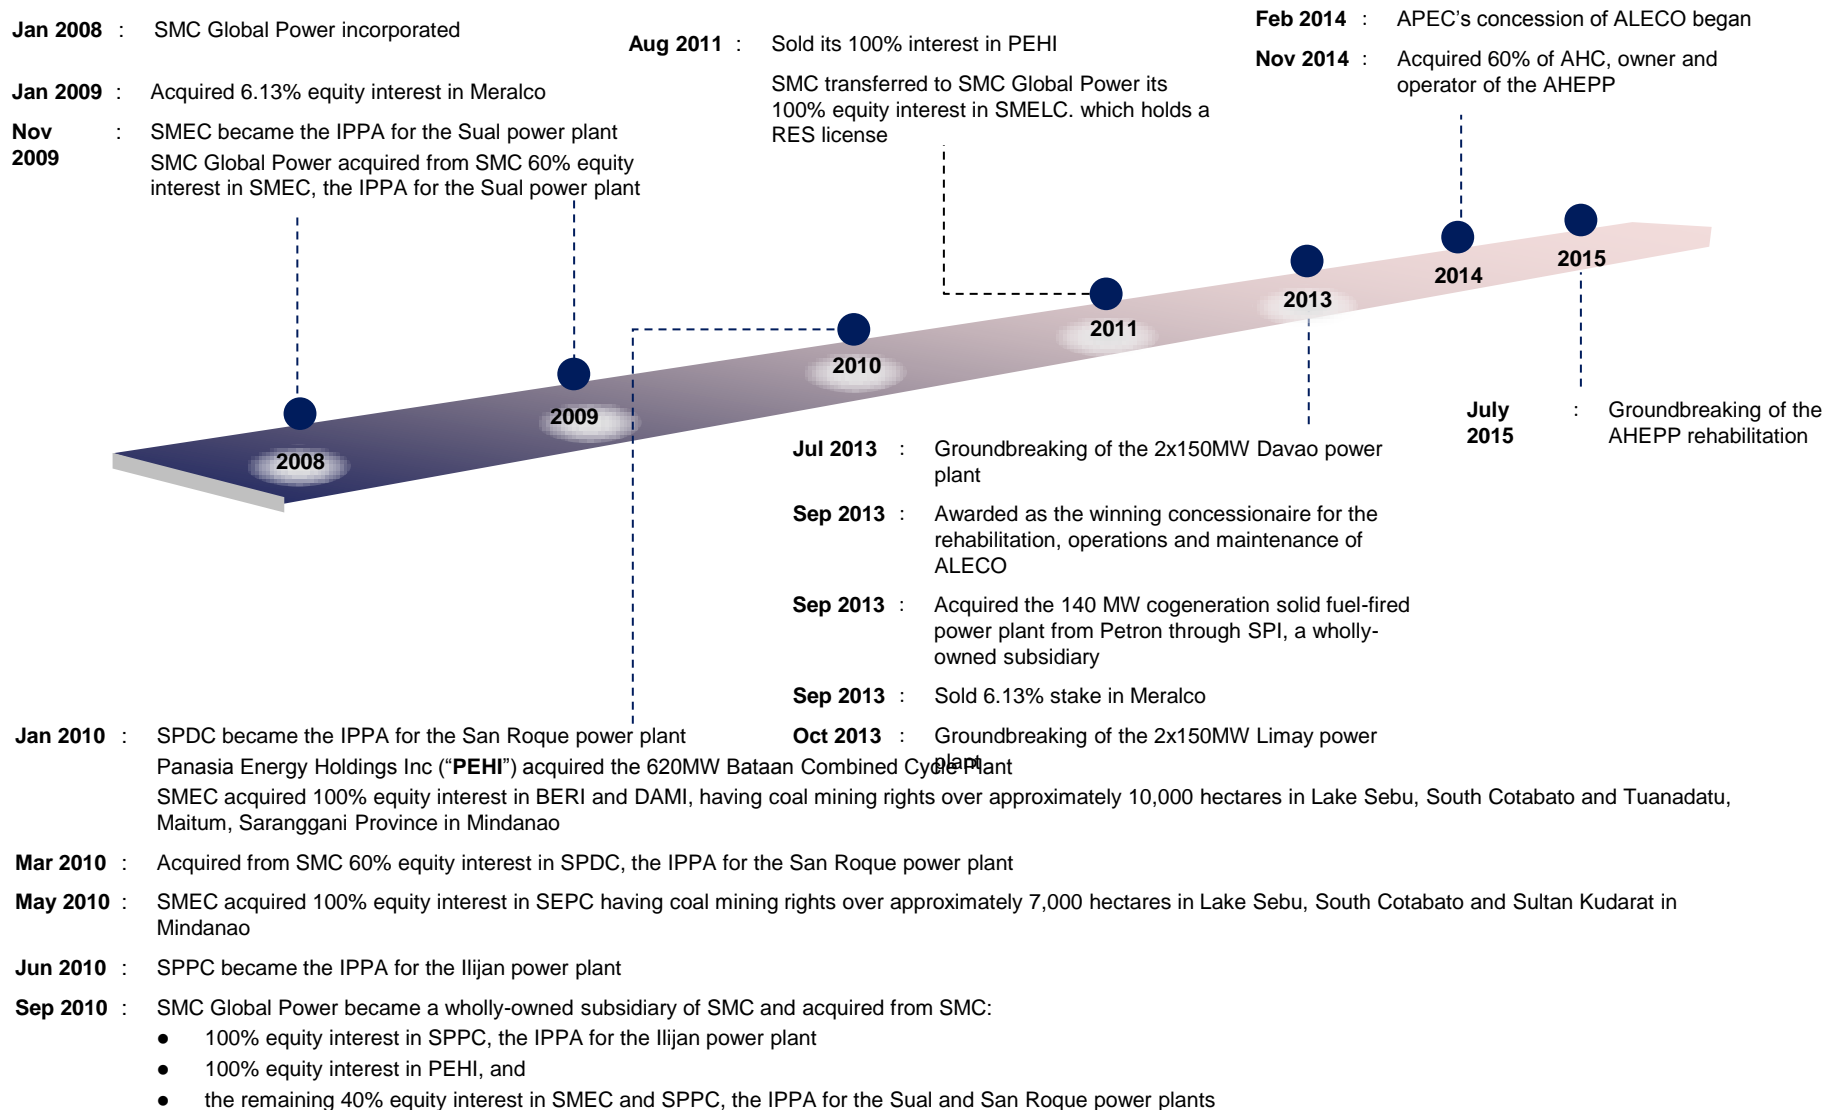 Jan 2008 : SMC Global Power incorporated
Jan 2009 : Acquired 6.13% equity interest in Meralco
Nov 2009 : SMEC became the IPPA for the Sual power plant
SMC Global Power acquired from SMC 60% equity
interest in SMEC, the IPPA for the Sual power plant
Aug 2011 : Sold its 100% interest in PEHI
SMC transferred to SMC Global Power its
100% equity interest in SMELC. which holds a
RES license
Feb 2014 : APEC’s concession of ALECO began
Nov 2014 : Acquired 60% of AHC, owner and
operator of the AHEPP
2008
2009
2010
2011
2013
2014
2015
July 2015 : Groundbreaking of the
AHEPP rehabilitation
Jul 2013 : Groundbreaking of the 2x150MW Davao power
plant
Sep 2013 : Awarded as the winning concessionaire for the
rehabilitation, operations and maintenance of
ALECO
Sep 2013 : Acquired the 140 MW cogeneration solid fuel-fired
power plant from Petron through SPI, a wholly-
owned subsidiary
Sep 2013 : Sold 6.13% stake in Meralco
Oct 2013 : Groundbreaking of the 2x150MW Limay power
plant
Jan 2010 : SPDC became the IPPA for the San Roque power plant
Panasia Energy Holdings Inc (“PEHI”) acquired the 620MW Bataan Combined Cycle Plant
SMEC acquired 100% equity interest in BERI and DAMI, having coal mining rights over approximately 10,000 hectares in Lake Sebu, South Cotabato and Tuanadatu,
Maitum, Saranggani Province in Mindanao
Mar 2010 : Acquired from SMC 60% equity interest in SPDC, the IPPA for the San Roque power plant
May 2010 : SMEC acquired 100% equity interest in SEPC having coal mining rights over approximately 7,000 hectares in Lake Sebu, South Cotabato and Sultan Kudarat in
Mindanao
Jun 2010 : SPPC became the IPPA for the Ilijan power plant
Sep 2010 : SMC Global Power became a wholly-owned subsidiary of SMC and acquired from SMC:
● 100% equity interest in SPPC, the IPPA for the Ilijan power plant
● 100% equity interest in PEHI, and
● the remaining 40% equity interest in SMEC and SPPC, the IPPA for the Sual and San Roque power plants